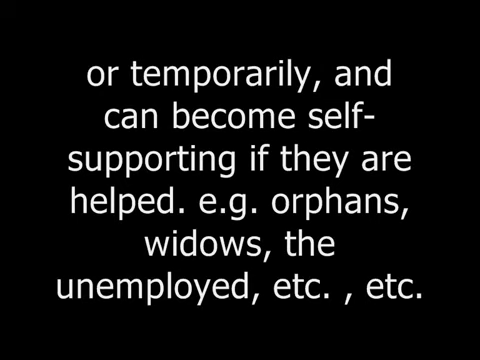 or temporarily, and
can become self-
supporting if they are
helped. e.g. orphans,
widows, the
unemployed, etc. , etc.